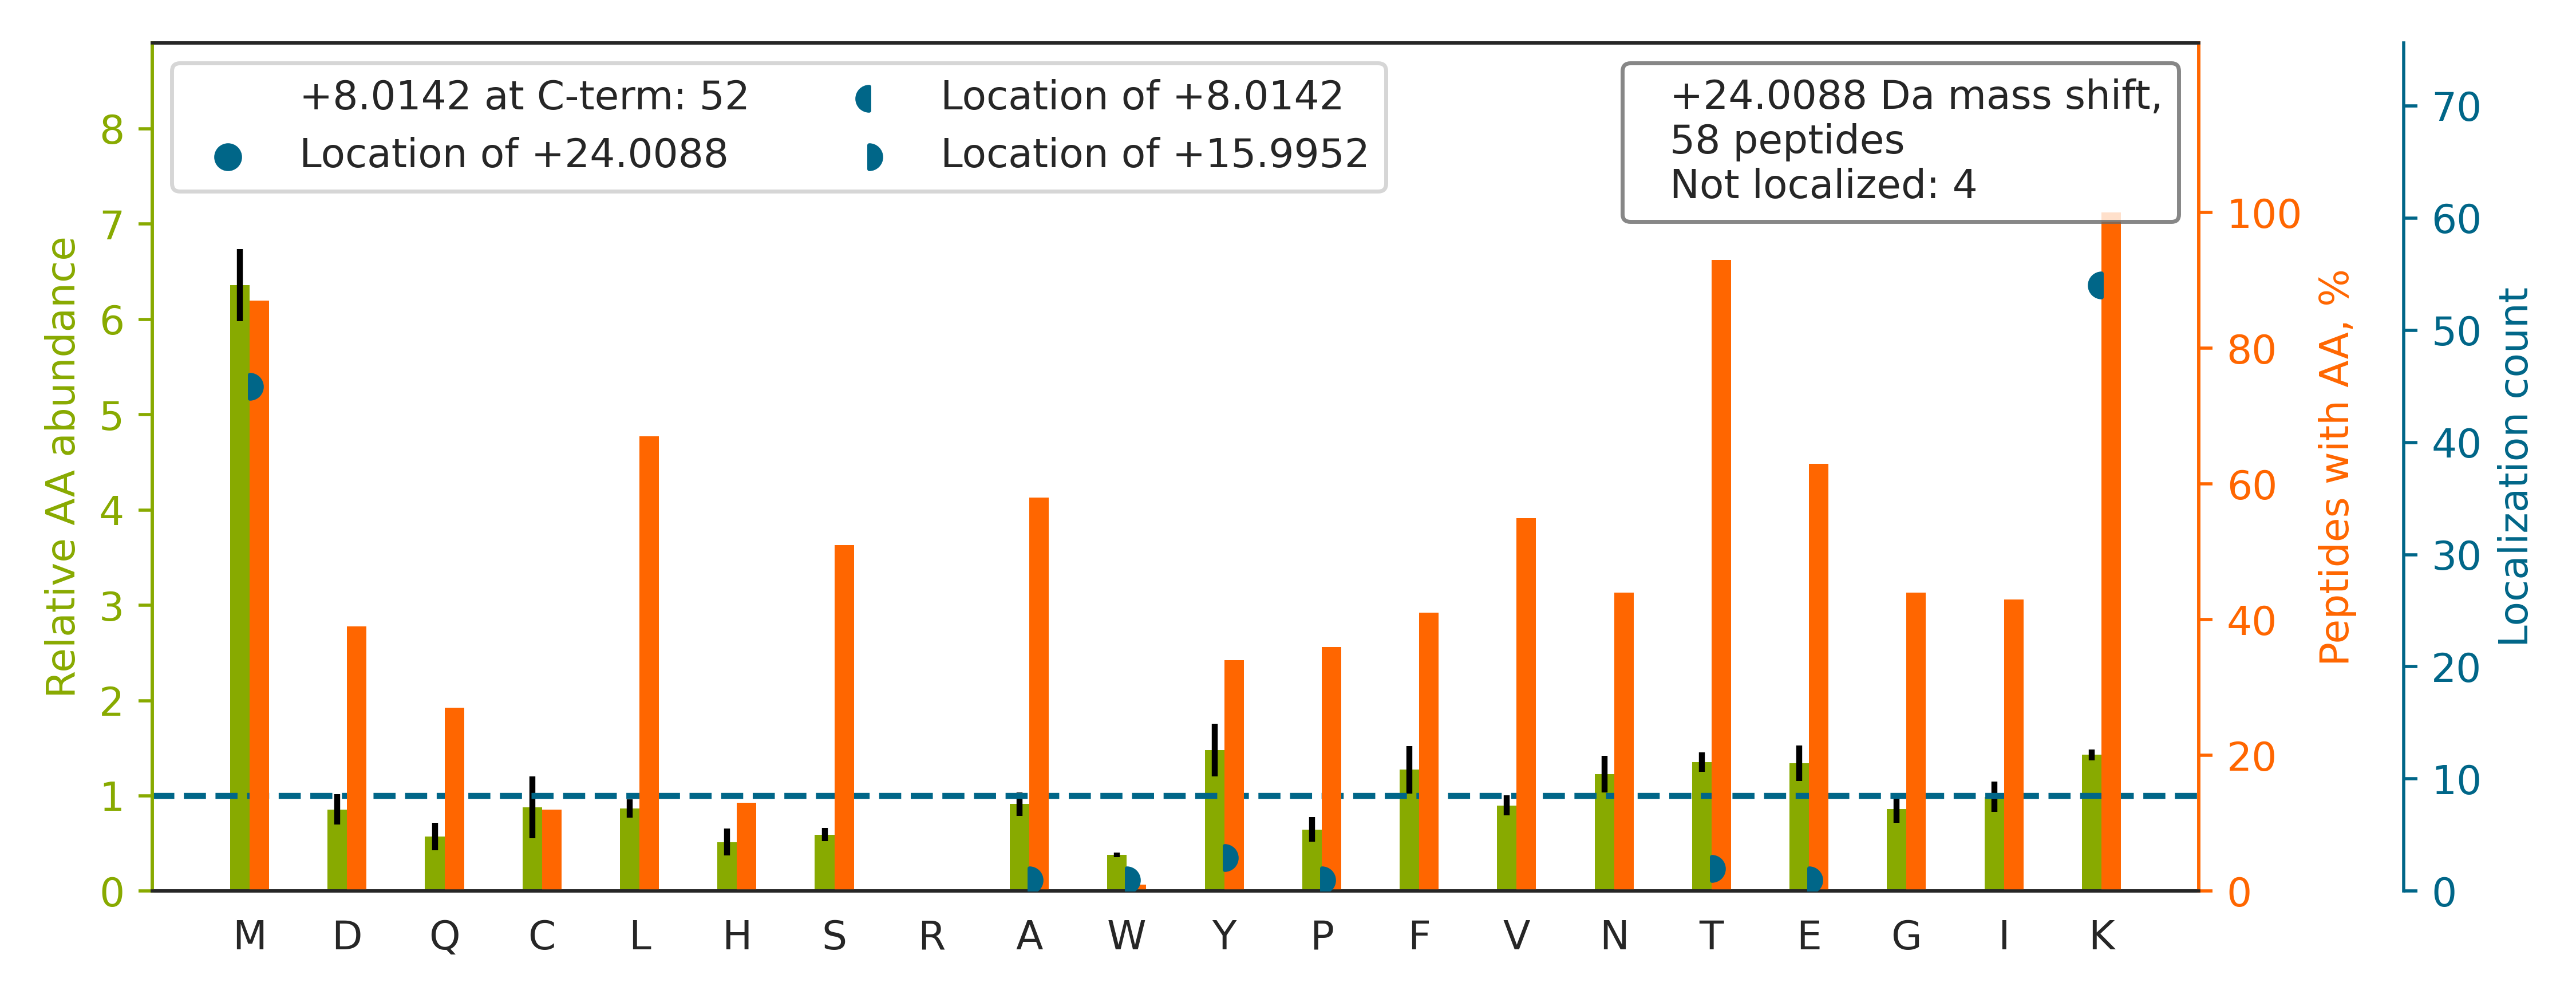 +8.0142 at C-term: 52
Location of +24.0088
Location of +8.0142
Location of +15.9952
+24.0088 Da mass shift,
58 peptides
Not localized: 4
Relative AA abundance
8
7
6
5
4
3
2
1
0
M D Q C L H S R A W Y P F V N T E G I K
100
80
60
40
20
0
Peptides with AA, %
70
60
50
40
30
20
10
0
Localization count